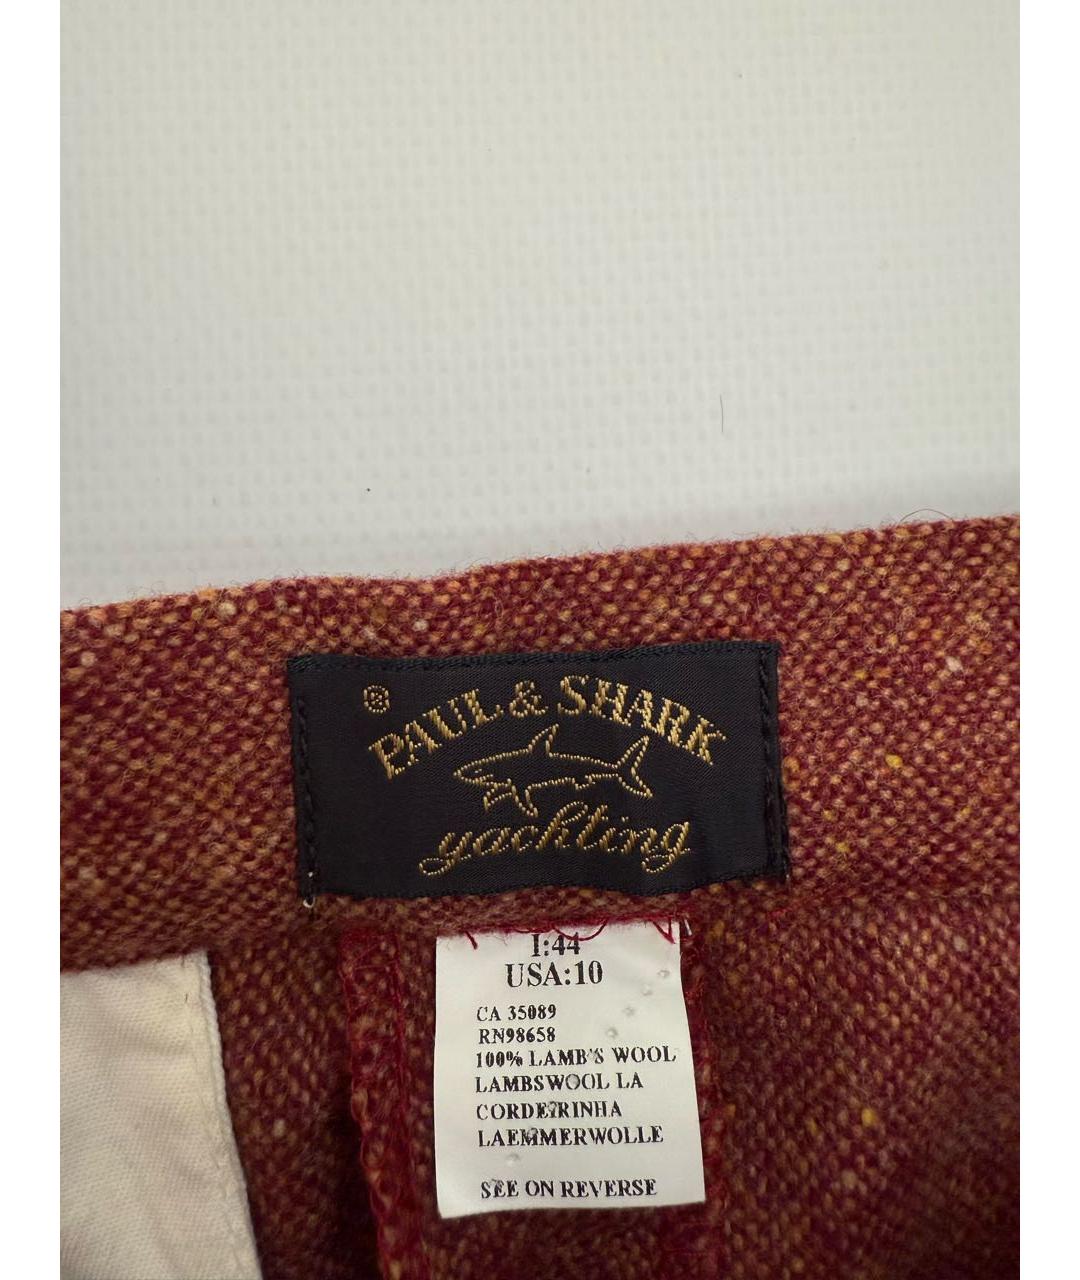 PAUL & SHARK
yachting
I:44
USA:10
CA 35089
RN98658
100% LAMB'S WOOL
LAMBSWOOL LA
CORDEIRINHA
LAEMMERWOLLE
SEE ON REVERSE